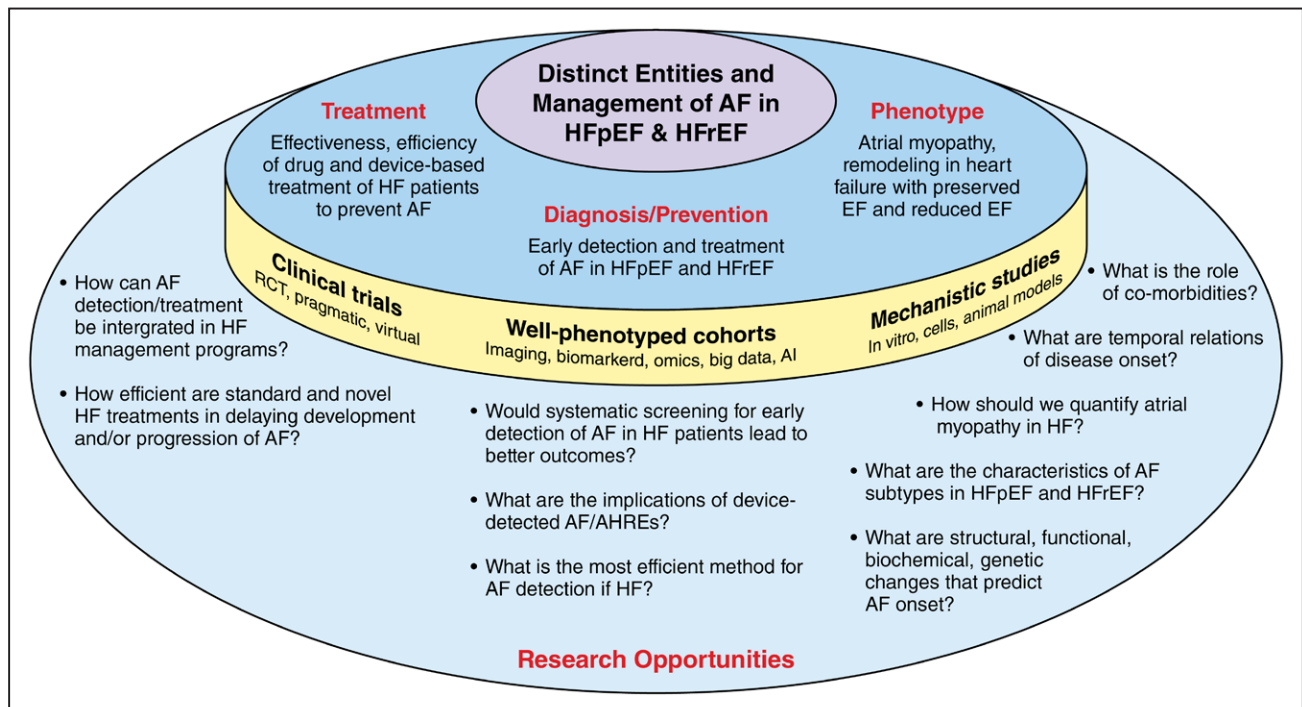 Distinct Entities and
Management of AF in
HFpEF & HFrEF
Treatment
Effectiveness, efficiency
of drug and device-based
treatment of HF patients
to prevent AF
Diagnosis/Prevention
Early detection and treatment
of AF in HFpEF and HFrEF
Phenotype
Atrial myopathy,
remodeling in heart
failure with preserved
EF and reduced EF
Clinical trials
RCT, pragmatic, virtual
Well-phenotyped cohorts
Imaging, biomarkerd, omics, big data, AI
Mechanistic studies
In vitro, cells, animal models
• How can AF
detection/treatment
be intergrated in HF
management programs?
• How efficient are standard and novel
HF treatments in delaying development
and/or progression of AF?
• Would systematic screening for early
detection of AF in HF patients lead to
better outcomes?
• What are the implications of device-
detected AF/AHREs?
• What is the most efficient method for
AF detection if HF?
• What is the role
of co-morbidities?
• What are temporal relations
of disease onset?
• How should we quantify atrial
myopathy in HF?
• What are the characteristics of AF
subtypes in HFpEF and HFrEF?
• What are structural, functional,
biochemical, genetic
changes that predict
AF onset?
Research Opportunities